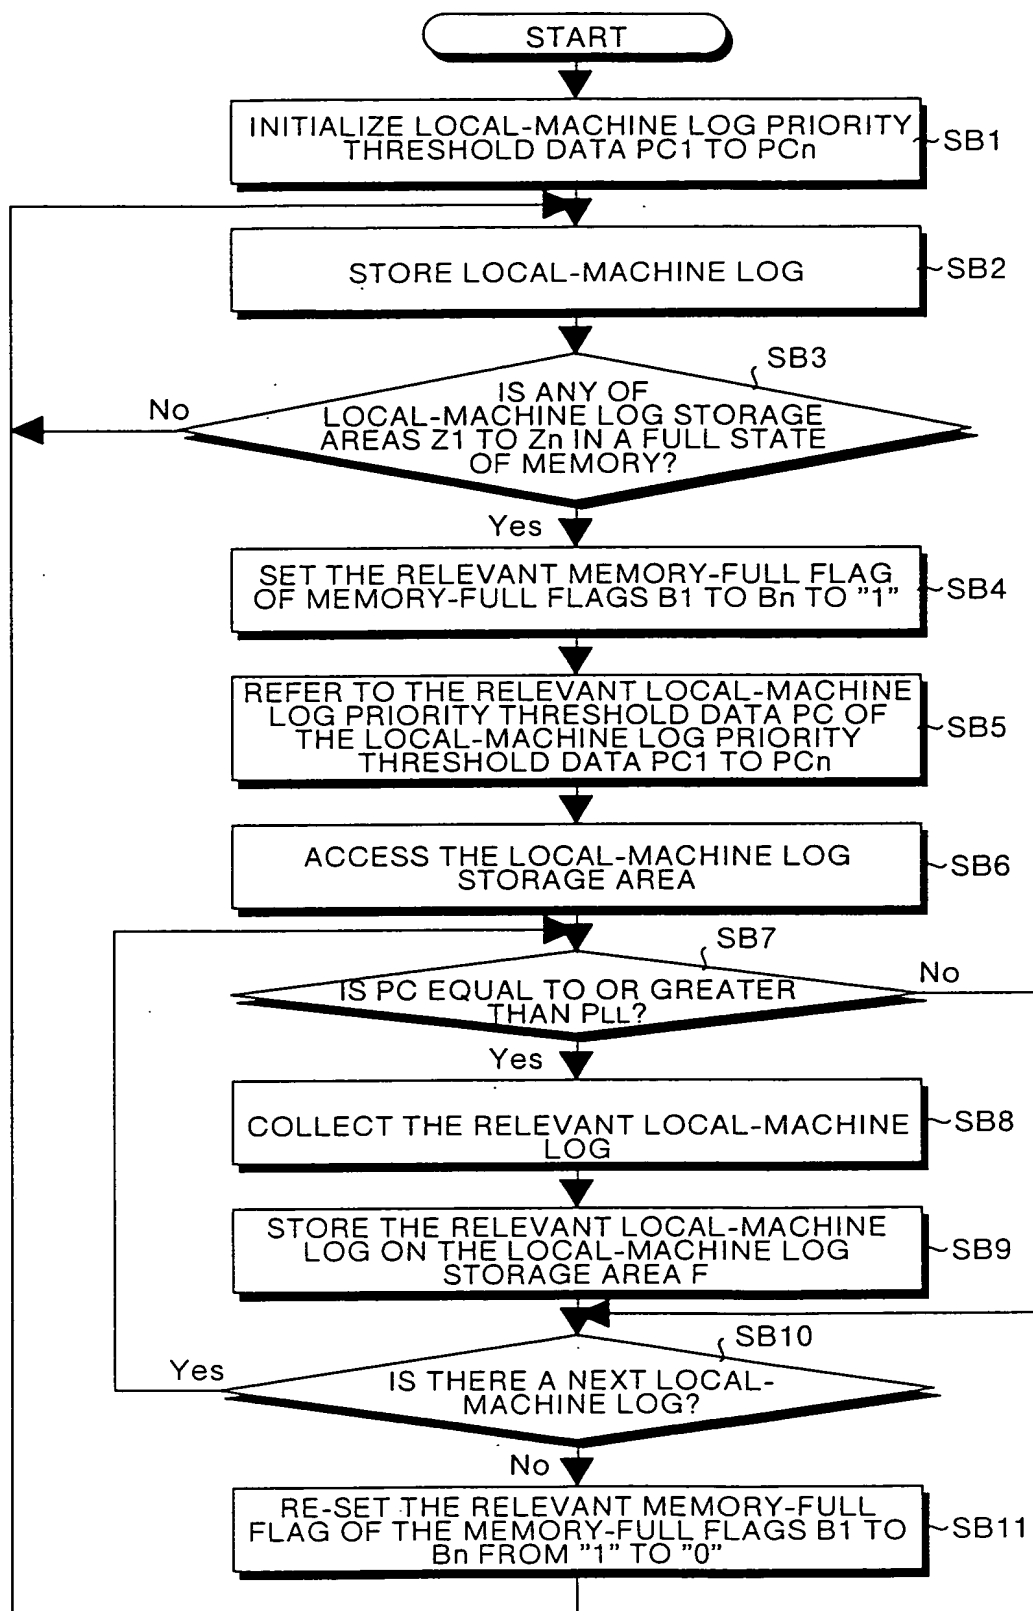 START
INITIALIZE LOCAL-MACHINE LOG PRIORITY
THRESHOLD DATA PC1 TO PCn
SB1
STORE LOCAL-MACHINE LOG
SB2
SB3
No
IS ANY OF
LOCAL-MACHINE LOG STORAGE
AREAS Z1 TO Zn IN A FULL STATE
OF MEMORY?
Yes
SET THE RELEVANT MEMORY-FULL FLAG
OF MEMORY-FULL FLAGS B1 TO Bn TO "1"
SB4
REFER TO THE RELEVANT LOCAL-MACHINE
LOG PRIORITY THRESHOLD DATA PC OF
THE LOCAL-MACHINE LOG PRIORITY
THRESHOLD DATA PC1 TO PCn
SB5
ACCESS THE LOCAL-MACHINE LOG
STORAGE AREA
SB6
SB7
No
IS PC EQUAL TO OR GREATER
THAN PLL?
Yes
COLLECT THE RELEVANT LOCAL-MACHINE
LOG
SB8
STORE THE RELEVANT LOCAL-MACHINE
LOG ON THE LOCAL-MACHINE LOG
STORAGE AREA F
SB9
SB10
Yes
IS THERE A NEXT LOCAL-
MACHINE LOG?
No
RE-SET THE RELEVANT MEMORY-FULL
FLAG OF THE MEMORY-FULL FLAGS B1 TO
Bn FROM "1" TO "0"
SB11